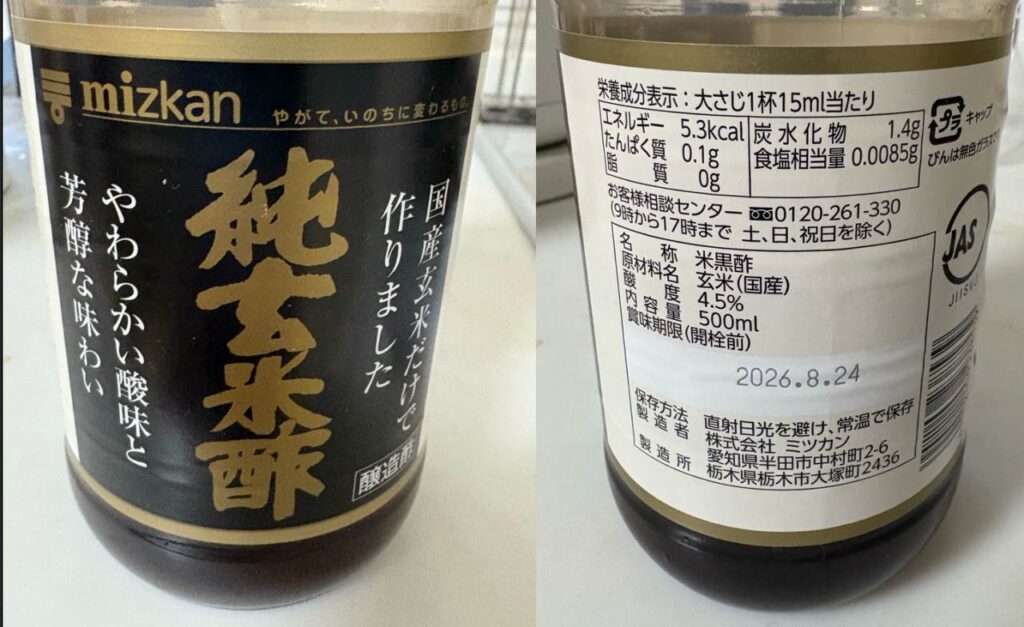 mizkan
やがて、いのちに変わるもの。
国産玄米だけで
作りました
純玄米酢
やわらかい酸味と
芳醇な味わい
醸造酢
栄養成分表示：大さじ1杯15ml当たり
エネルギー 5.3kcal
たんぱく質 0.1g
脂質 0g
炭水化物 1.4g
食塩相当量 0.0085g
プラ
キャップ
びんは無色ガラス
お客様相談センター 0120-261-330
(9時から17時まで 土、日、祝日を除く)
名称 米黒酢
原材料名 玄米(国産)
酸度 4.5%
内容量 500ml
賞味期限(開栓前)
2026.8.24
保存方法 直射日光を避け、常温で保存
製造者 株式会社 ミツカン
愛知県半田市中村町2-6
製造所 栃木県栃木市大塚町2436
JAS